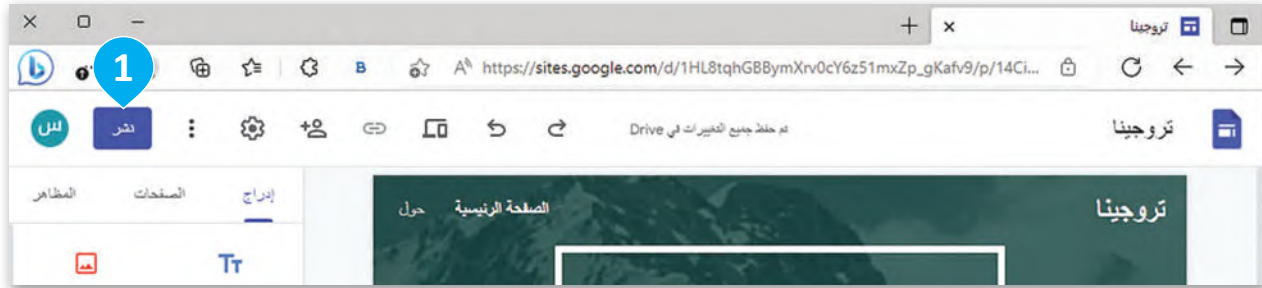 تروجينا
https://sites.google.com/d/1HL8tqhGBBymXrv0cY6z51mxZp_gKafv9/p/14Ci...
B
1
تروجينا
تم حفظ جميع التغييرات في Drive
نشر
س
إدراج
الصفحات
المظاهر
تروجينا
الصفحة الرئيسية
حول